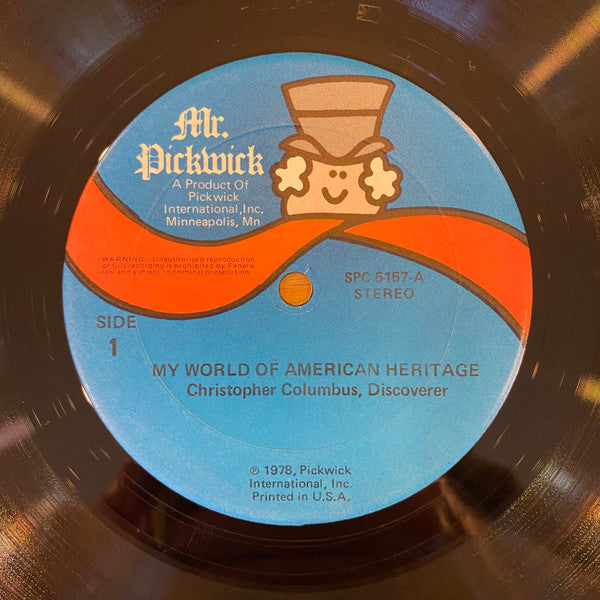 Mr.
Pickwick
A Product Of
Pickwick
International,Inc.
Minneapolis, Mn
WARNING: Unauthorized reproduction
of this recording is prohibited by Federal
law and subject to criminal prosecution.
SPC 5157-A
STEREO
SIDE
1
MY WORLD OF AMERICAN HERITAGE
Christopher Columbus, Discoverer
℗ 1978, Pickwick
International, Inc.
Printed in U.S.A.